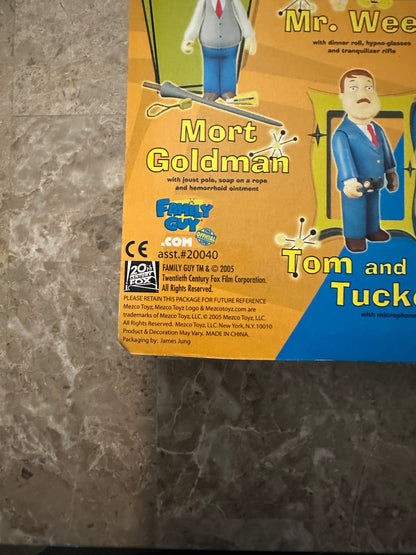 Mr. Wee
with dinner roll, hypno-glasses
and tranquilizer rifle
Mort
Goldman
with joust pole, soap on a rope
and hemorrhoid ointment
FAMILY
GUY
.COM
CE asst.#20040
20th
CENTURY
FOX
FAMILY GUY TM & © 2005
Twentieth Century Fox Film Corporation.
All Rights Reserved.
PLEASE RETAIN THIS PACKAGE FOR FUTURE REFERENCE
Mezco Toyz, Mezco Toyz Logo & Mezcotoyz.com are
trademarks of Mezco Toyz, LLC. © 2005 Mezco Toyz, LLC.
All Rights Reserved. Mezco Toyz, LLC. New York, N.Y. 10010
Product & Decoration May Vary. MADE IN CHINA.
Packaging by: James Jung
Tom and
Tucke
with microphone